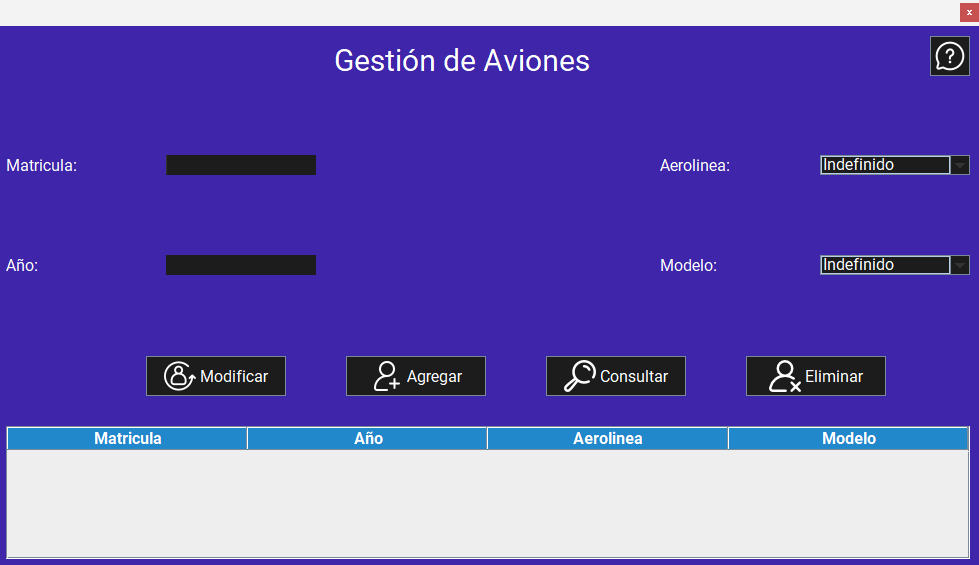 x
Gestión de Aviones
?
Matricula:
Aerolinea:
Indefinido
Año:
Modelo:
Indefinido
Modificar
Agregar
Consultar
Eliminar
Matricula
Año
Aerolinea
Modelo